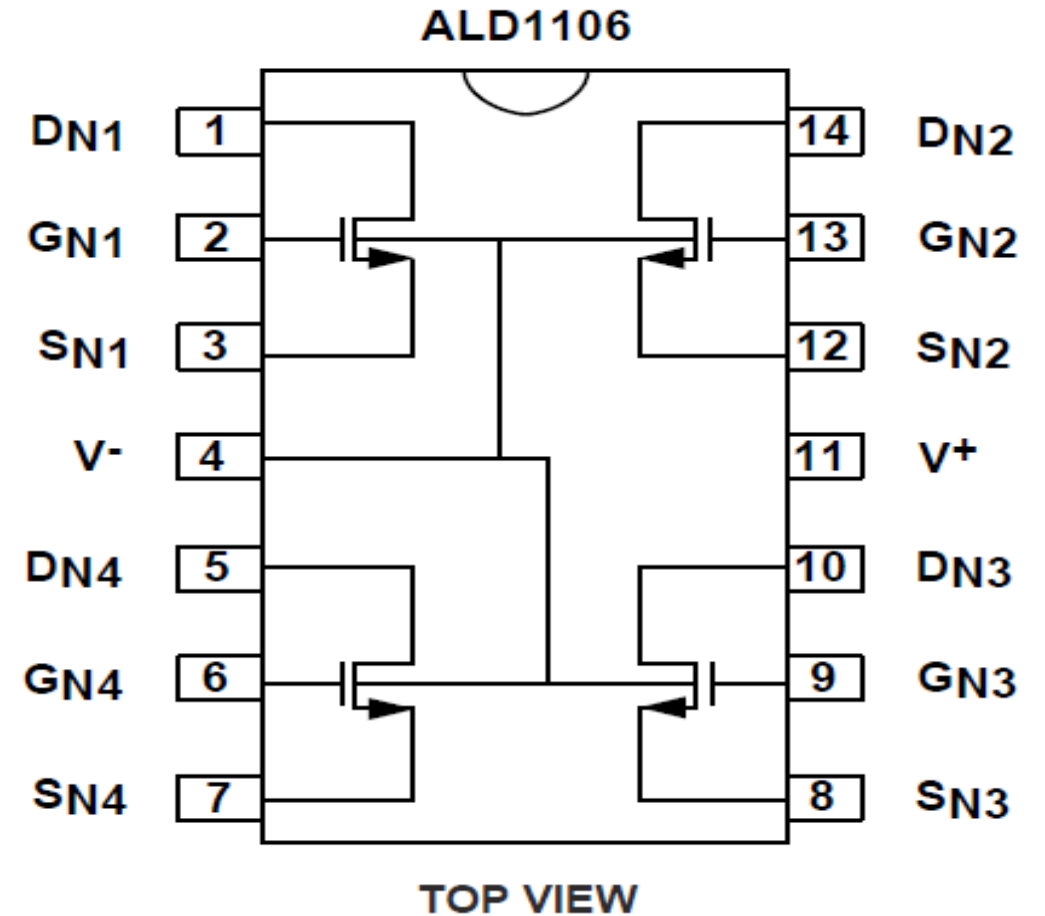 ALD1106
DN1 1 14 DN2
GN1 2 13 GN2
SN1 3 12 SN2
V- 4 11 V+
DN4 5 10 DN3
GN4 6 9 GN3
SN4 7 8 SN3
TOP VIEW